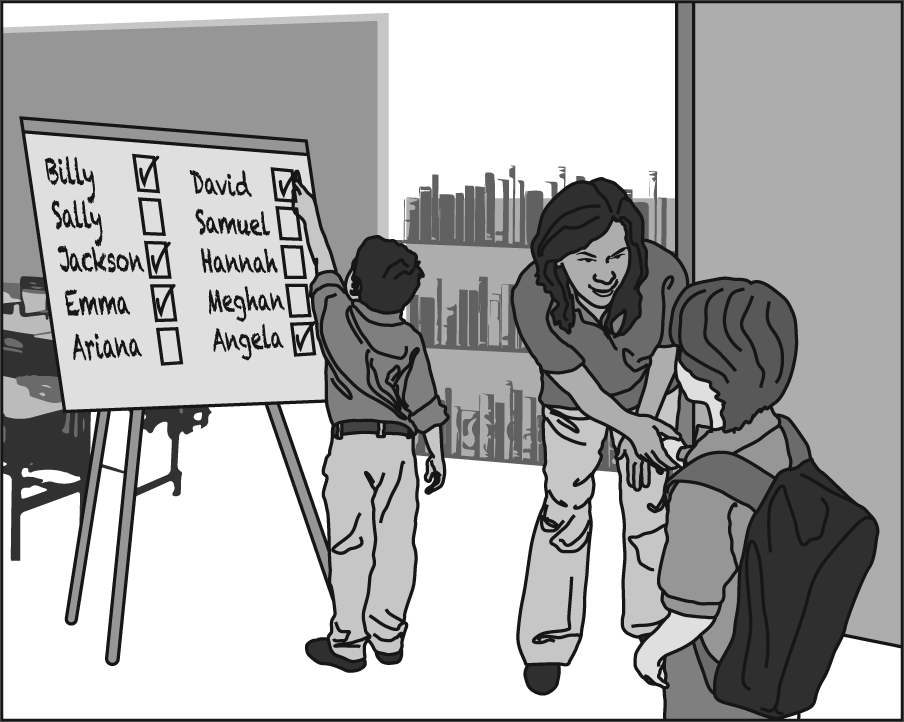 Billy
Sally
Jackson
Emma
Ariana
David
Samuel
Hannah
Meghan
Angela